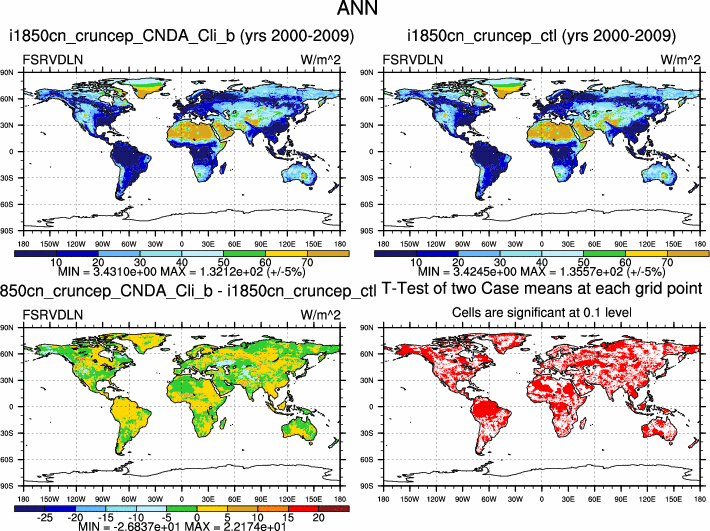 ANN
i1850cn_cruncep_CNDA_Cli_b (yrs 2000-2009)
FSRVDLN W/m^2
90N
60N
30N
0
30S
60S
90S
180 150W 120W 90W 60W 30W 0 30E 60E 90E 120E 150E 180
10 20 30 40 50 60 70
MIN = 3.4310e+00 MAX = 1.3212e+02 (+/-5%)
i1850cn_cruncep_ctl (yrs 2000-2009)
FSRVDLN W/m^2
90N
60N
30N
0
30S
60S
90S
180 150W 120W 90W 60W 30W 0 30E 60E 90E 120E 150E 180
10 20 30 40 50 60 70
MIN = 3.4245e+00 MAX = 1.3557e+02 (+/-5%)
850cn_cruncep_CNDA_Cli_b - i1850cn_cruncep_ctl
FSRVDLN W/m^2
90N
60N
30N
0
30S
60S
90S
180 150W 120W 90W 60W 30W 0 30E 60E 90E 120E 150E 180
-25 -20 -15 -10 -5 0 5 10 15 20
MIN = -2.6837e+01 MAX = 2.2174e+01
T-Test of two Case means at each grid point
Cells are significant at 0.1 level
90N
60N
30N
0
30S
60S
90S
180 150W 120W 90W 60W 30W 0 30E 60E 90E 120E 150E 180